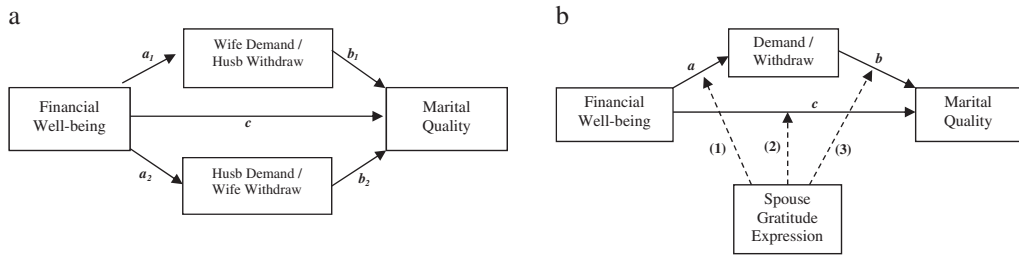 a
Wife Demand /
Husb Withdraw
a1
b1
Financial
Well-being
c
Marital
Quality
a2
b2
Husb Demand /
Wife Withdraw
b
Demand /
Withdraw
a
b
Financial
Well-being
c
Marital
Quality
(1)
(2)
(3)
Spouse
Gratitude
Expression